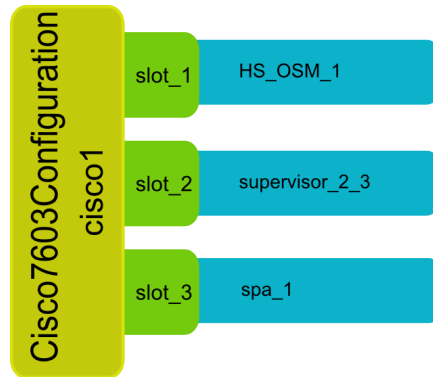 Cisco7603Configuration
cisco1
slot_1
HS_OSM_1
slot_2
supervisor_2_3
slot_3
spa_1